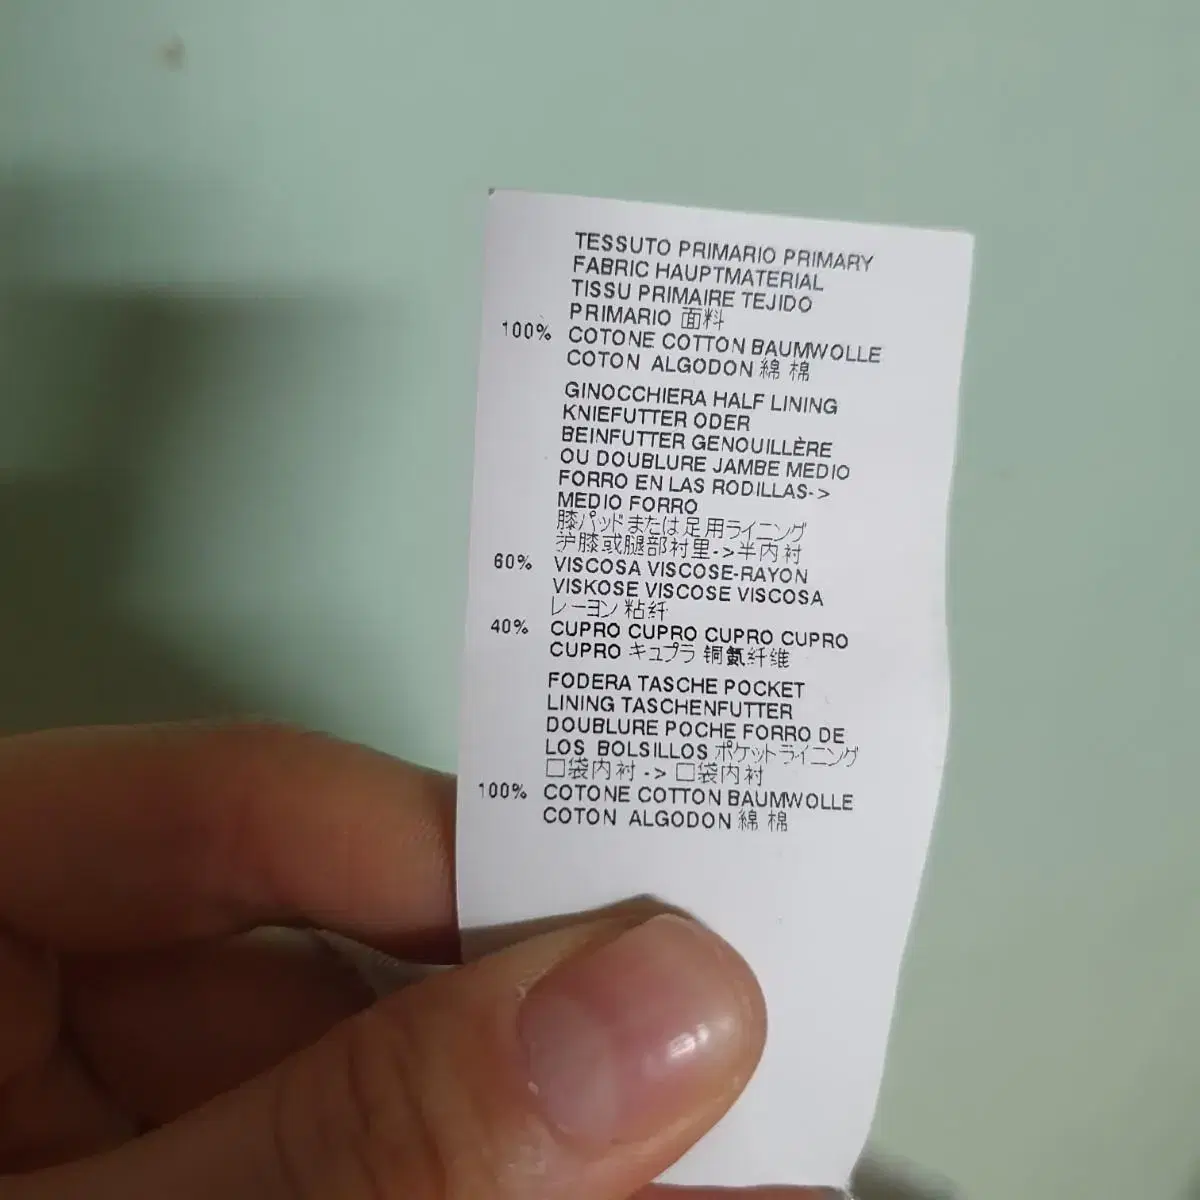 TESSUTO PRIMARIO PRIMARY
FABRIC HAUPTMATERIAL
TISSU PRIMAIRE TEJIDO
PRIMARIO 面料
100% COTONE COTTON BAUMWOLLE
COTON ALGODON 綿 棉
GINOCCHIERA HALF LINING
KNIEFUTTER ODER
BEINFUTTER GENOUILLÈRE
OU DOUBLURE JAMBE MEDIO
FORRO EN LAS RODILLAS->
MEDIO FORRO
膝パッドまたは足用ライニング
护膝或腿部衬里->半内衬
60% VISCOSA VISCOSE-RAYON
VISKOSE VISCOSE VISCOSA
レーヨン 粘纤
40% CUPRO CUPRO CUPRO CUPRO
CUPRO キュプラ 铜氨纤维
FODERA TASCHE POCKET
LINING TASCHENFUTTER
DOUBLURE POCHE FORRO DE
LOS BOLSILLOS ポケットライニング
口袋内衬 -> 口袋内衬
100% COTONE COTTON BAUMWOLLE
COTON ALGODON 綿 棉